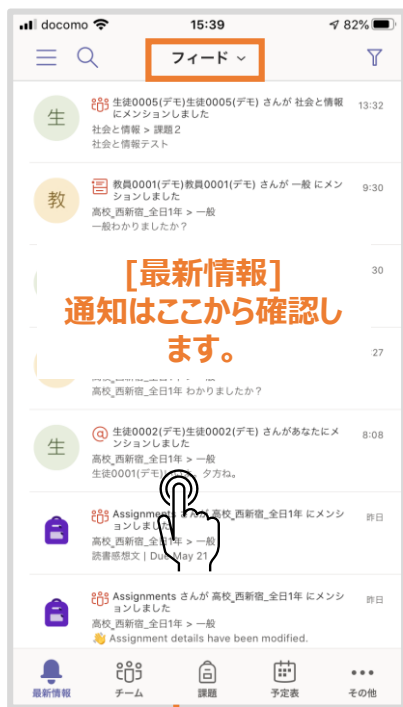 docomo 15:39 82%
フィード
生 生徒0005(デモ)生徒0005(デモ) さんが 社会と情報 13:32
にメンションしました
社会と情報 > 課題2
社会と情報テスト
教 教員0001(デモ)教員0001(デモ) さんが 一般 にメン 9:30
ションしました
高校_西新宿_全日1年 > 一般
一般わかりましたか？
30
[最新情報]
通知はここから確認し
ます。
27
高校_西新宿_全日1年 わかりましたか？
生 @ 生徒0002(デモ)生徒0002(デモ) さんがあなたにメ 8:08
ンションしました
高校_西新宿_全日1年 > 一般
生徒0001(デモ) 夕方ね。
Assignments さんが 高校_西新宿_全日1年 にメンシ 昨日
ョンしました
高校_西新宿_全日1年 > 一般
読書感想文 | Due May 21
Assignments さんが 高校_西新宿_全日1年 にメンシ 昨日
ョンしました
高校_西新宿_全日1年 > 一般
👋 Assignment details have been modified.
最新情報 チーム 課題 予定表 その他